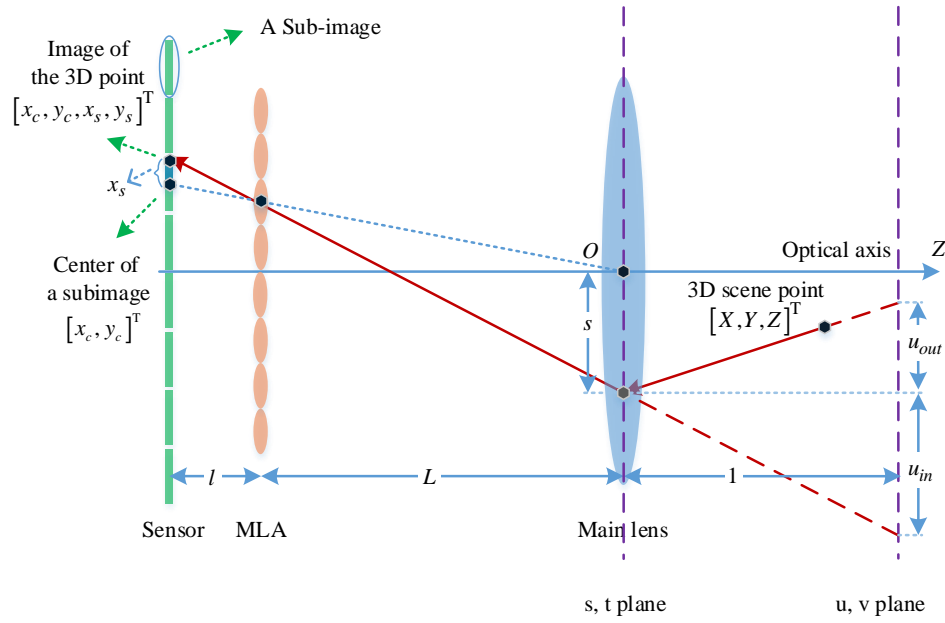 A Sub-image
Image of
the 3D point
[x_c, y_c, x_s, y_s]^T
x_s
Center of
a subimage
[x_c, y_c]^T
O
Optical axis
Z
3D scene point
[X, Y, Z]^T
s
u_out
l
L
1
u_in
Sensor
MLA
Main lens
s, t plane
u, v plane